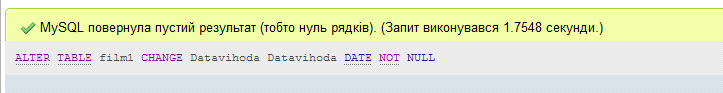 MySQL повернула пустий результат (тобто нуль рядків). (Запит виконувався 1.7548 секунди.)
ALTER TABLE film1 CHANGE Datavihoda Datavihoda DATE NOT NULL